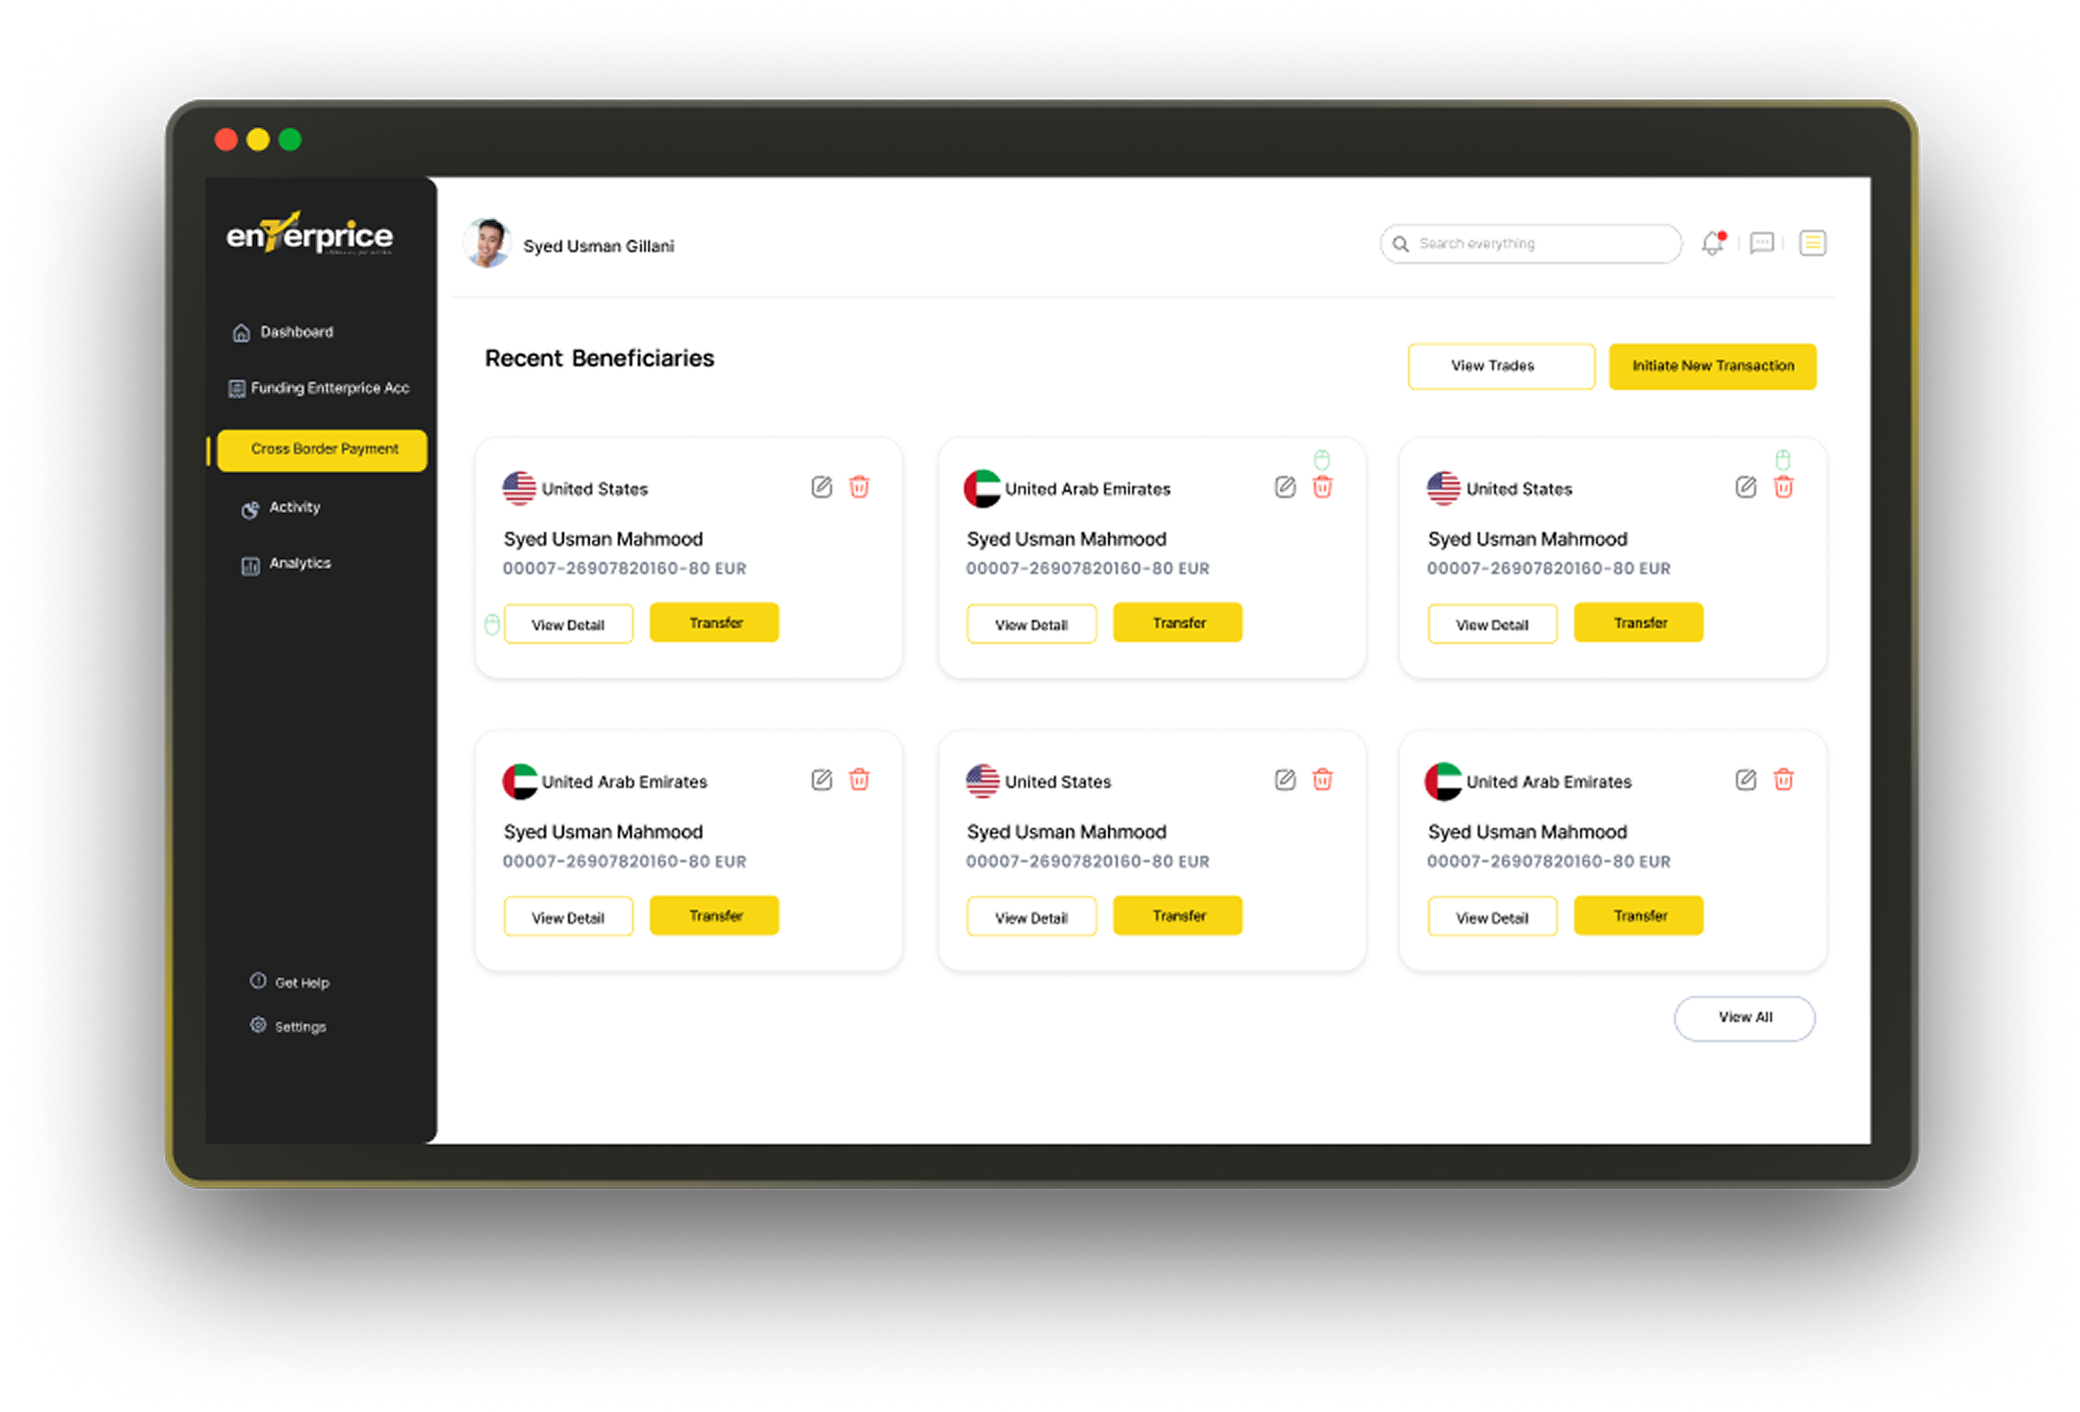 enTerprice
Syed Usman Gillani
Search everything
Dashboard
Funding Entterprice Acc
Cross Border Payment
Activity
Analytics
Get Help
Settings
Recent Beneficiaries
View Trades
Initiate New Transaction
United States
Syed Usman Mahmood
00007-26907820160-80 EUR
View Detail
Transfer
United Arab Emirates
Syed Usman Mahmood
00007-26907820160-80 EUR
View Detail
Transfer
United States
Syed Usman Mahmood
00007-26907820160-80 EUR
View Detail
Transfer
United Arab Emirates
Syed Usman Mahmood
00007-26907820160-80 EUR
View Detail
Transfer
United States
Syed Usman Mahmood
00007-26907820160-80 EUR
View Detail
Transfer
United Arab Emirates
Syed Usman Mahmood
00007-26907820160-80 EUR
View Detail
Transfer
View All